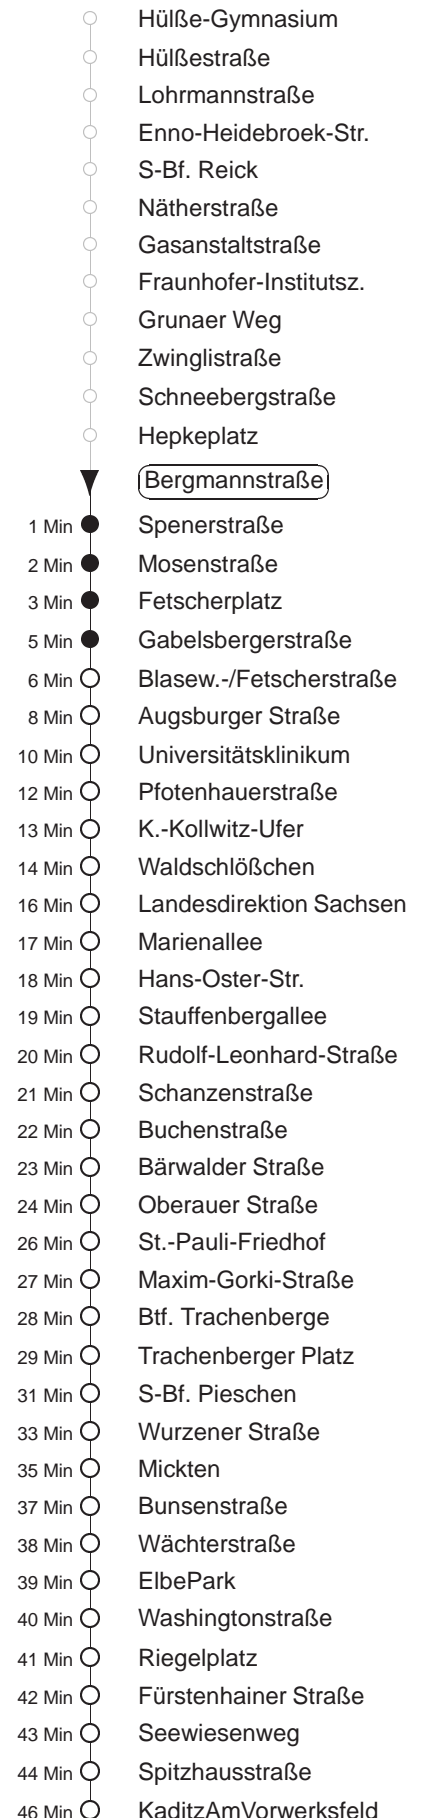 Hülße-Gymnasium
Hülßestraße
Lohrmannstraße
Enno-Heidebroek-Str.
S-Bf. Reick
Nätherstraße
Gasanstaltstraße
Fraunhofer-Institutsz.
Grunaer Weg
Zwinglistraße
Schneebergstraße
Hepkeplatz
Bergmannstraße
1 Min Spenerstraße
2 Min Mosenstraße
3 Min Fetscherplatz
5 Min Gabelsbergerstraße
6 Min Blasew.-/Fetscherstraße
8 Min Augsburger Straße
10 Min Universitätsklinikum
12 Min Pfotenhauerstraße
13 Min K.-Kollwitz-Ufer
14 Min Waldschlößchen
16 Min Landesdirektion Sachsen
17 Min Marienallee
18 Min Hans-Oster-Str.
19 Min Stauffenbergallee
20 Min Rudolf-Leonhard-Straße
21 Min Schanzenstraße
22 Min Buchenstraße
23 Min Bärwalder Straße
24 Min Oberauer Straße
26 Min St.-Pauli-Friedhof
27 Min Maxim-Gorki-Straße
28 Min Btf. Trachenberge
29 Min Trachenberger Platz
31 Min S-Bf. Pieschen
33 Min Wurzener Straße
35 Min Mickten
37 Min Bunsenstraße
38 Min Wächterstraße
39 Min ElbePark
40 Min Washingtonstraße
41 Min Riegelplatz
42 Min Fürstenhainer Straße
43 Min Seewiesenweg
44 Min Spitzhausstraße
46 Min KaditzAmVorwerksfeld